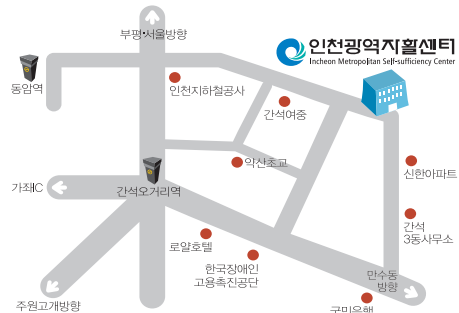 부평·서울방향
인천광역자활센터
Incheon Metropolitan Self-sufficiency Center
동암역
인천지하철공사
간석여중
약산초교
신한아파트
가좌IC
간석오거리역
간석
3동사무소
로얄호텔
한국장애인
고용촉진공단
만수동
방향
주원고개방향
국민은행